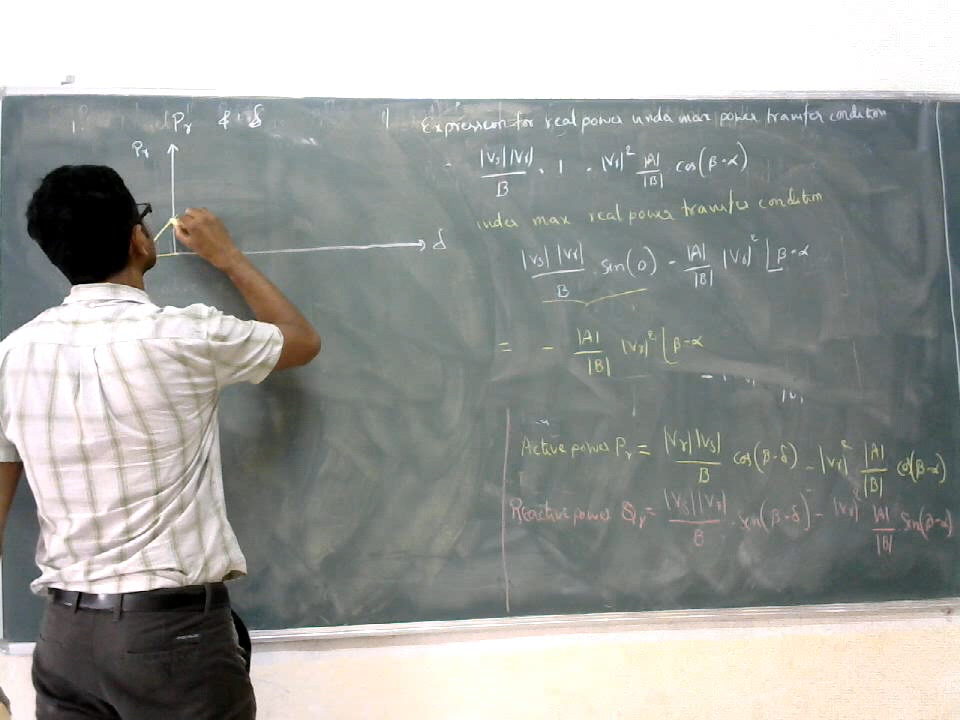 Pr & δ
Pr
δ
Expression for real power under max power transfer condition
= |Vs| |Vr| / B . 1 - |Vr|² |A| / |B| cos(β-α)
under max real power transfer condition
|Vs| |Vr| / B . sin(0) - |A| / |B| |Vr|² ∠β-α
= - |A| / |B| |Vr|² ∠β-α
Active power Pr = |Vr| |Vs| / B cos(β-δ) - |Vr|² |A| / |B| cos(β-α)
Reactive power Qr = |Vs| |Vr| / B . sin(β-δ) - |Vr|² |A| / |B| . sin(β-α)